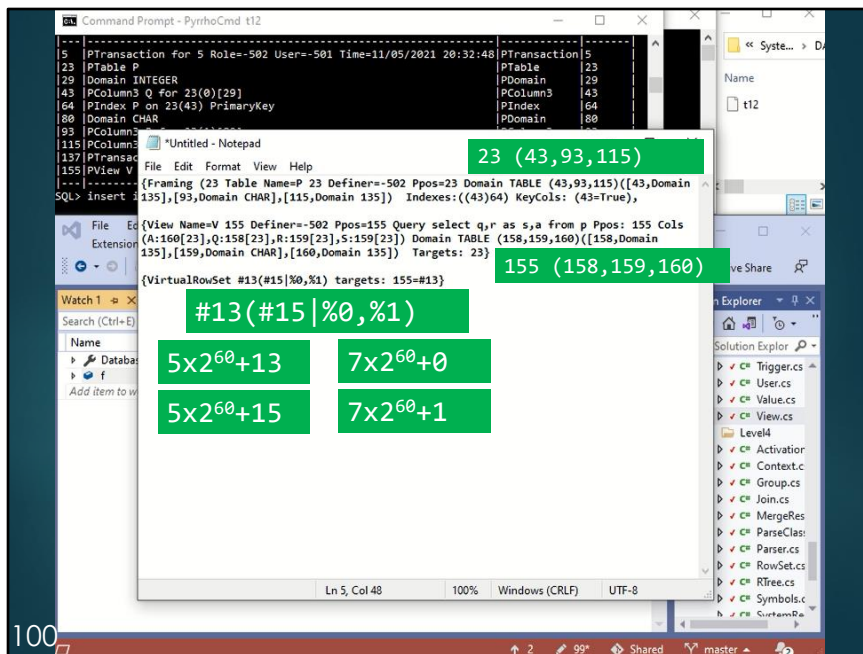 Command Prompt - PyrrhoCmd t12
|---|----------------------------------------------------------|------------|-------|
|5 |PTransaction for 5 Role=-502 User=-501 Time=11/05/2021 20:32:48|PTransaction|5
|23 |PTable P |PTable |23
|29 |Domain INTEGER |PDomain |29
|43 |PColumn3 Q for 23(0)[29] |PColumn3 |43
|64 |PIndex P on 23(43) PrimaryKey |PIndex |64
|80 |Domain CHAR |PDomain |80
|93 |PColumn3
|115|PColumn3
|137|PTransac
|155|PView V
SQL> insert i
« Syste... › DA
Name
t12
*Untitled - Notepad
File Edit Format View Help
23 (43,93,115)
{Framing (23 Table Name=P 23 Definer=-502 Ppos=23 Domain TABLE (43,93,115)([43,Domain
135],[93,Domain CHAR],[115,Domain 135]) Indexes:((43)64) KeyCols: (43=True),
{View Name=V 155 Definer=-502 Ppos=155 Query select q,r as s,a from p Ppos: 155 Cols
(A:160[23],Q:158[23],R:159[23],S:159[23]) Domain TABLE (158,159,160)([158,Domain
135],[159,Domain CHAR],[160,Domain 135]) Targets: 23}
155 (158,159,160)
{VirtualRowSet #13(#15|%0,%1) targets: 155=#13}
#13(#15|%0,%1)
5x2⁶⁰+13
7x2⁶⁰+0
5x2⁶⁰+15
7x2⁶⁰+1
Ln 5, Col 48 100% Windows (CRLF) UTF-8
File Ed
Extension
Watch 1
Search (Ctrl+E)
Name
Databas
f
Add item to w
ve Share
n Explorer
Solution Explor
C# Trigger.cs
C# User.cs
C# Value.cs
C# View.cs
Level4
C# Activation
C# Context.c
C# Group.cs
C# Join.cs
C# MergeRes
C# ParseClas
C# Parser.cs
C# RowSet.cs
C# RTree.cs
C# Symbols.c
C# SystemRe
100
2 99* Shared master 2